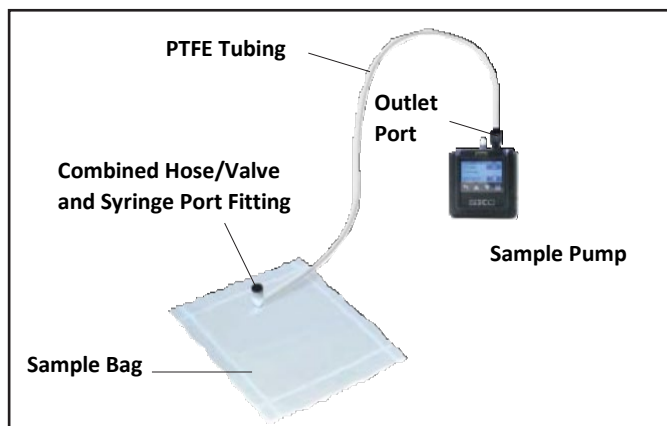 PTFE Tubing
Outlet
Port
Combined Hose/Valve
and Syringe Port Fitting
Sample Pump
Sample Bag